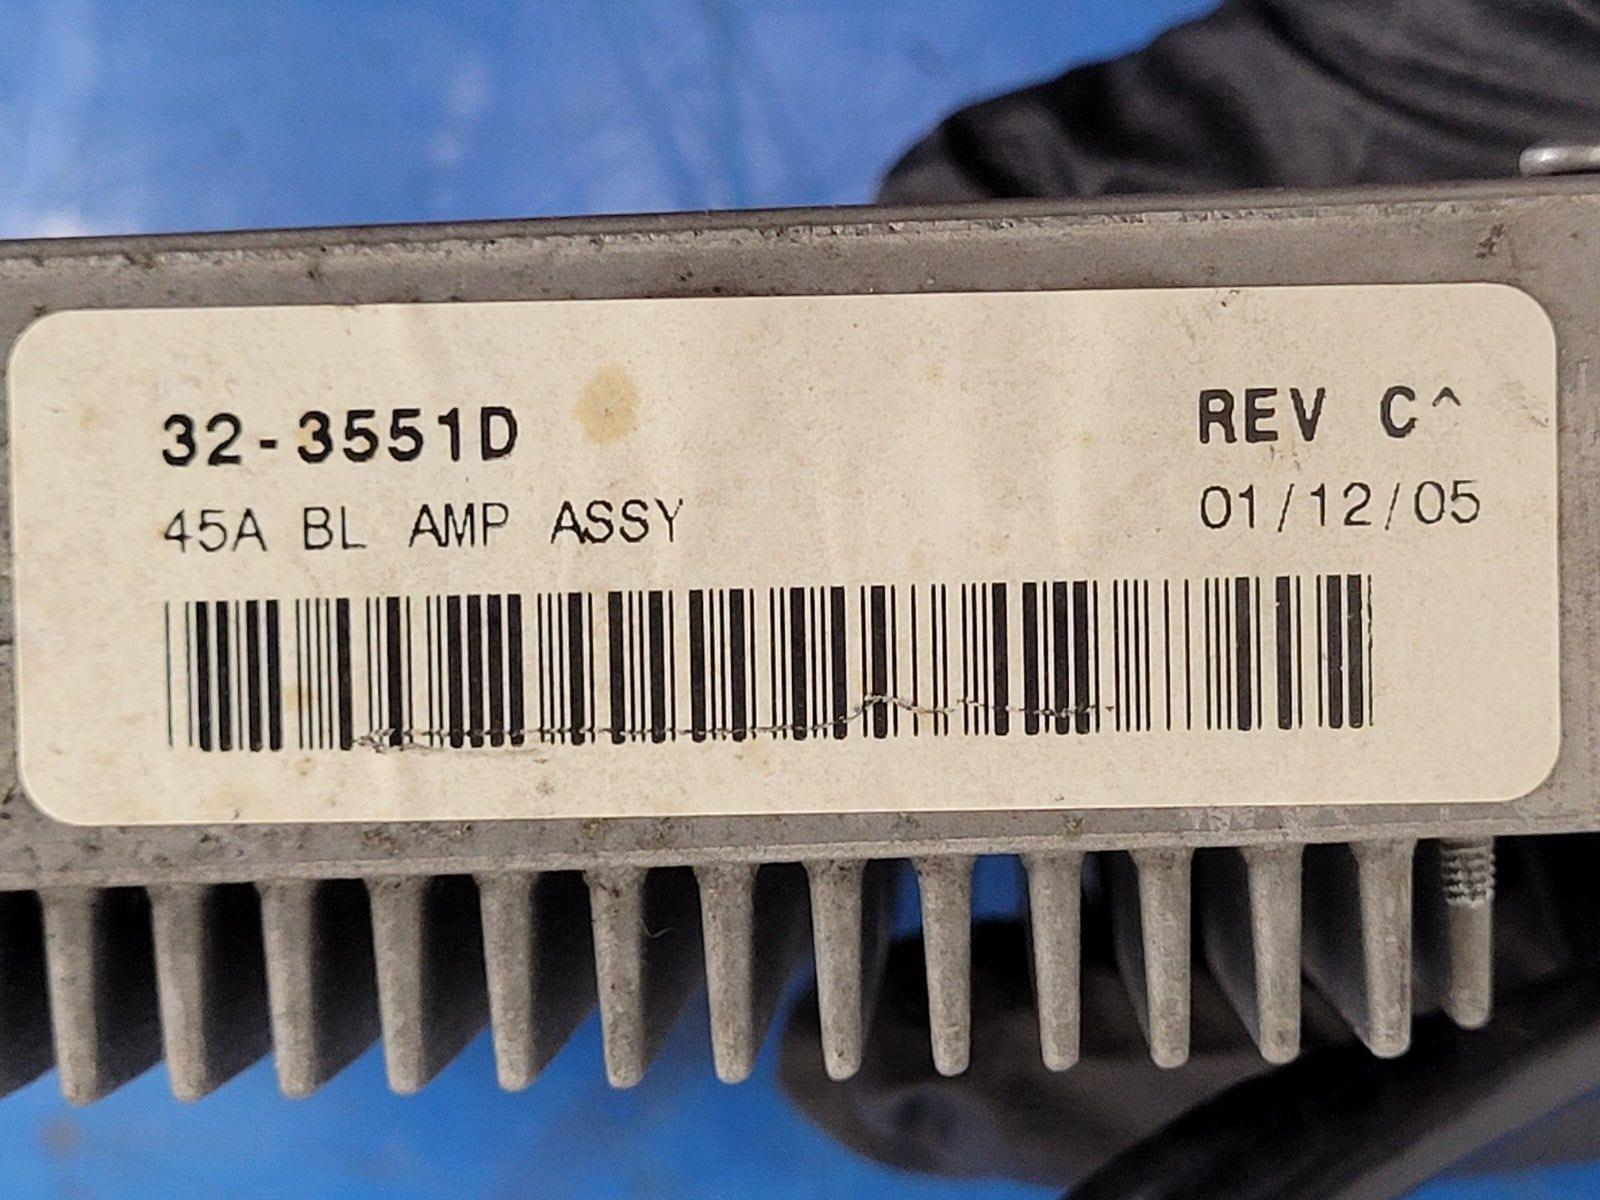 32-3551D REV C^
45A BL AMP ASSY 01/12/05